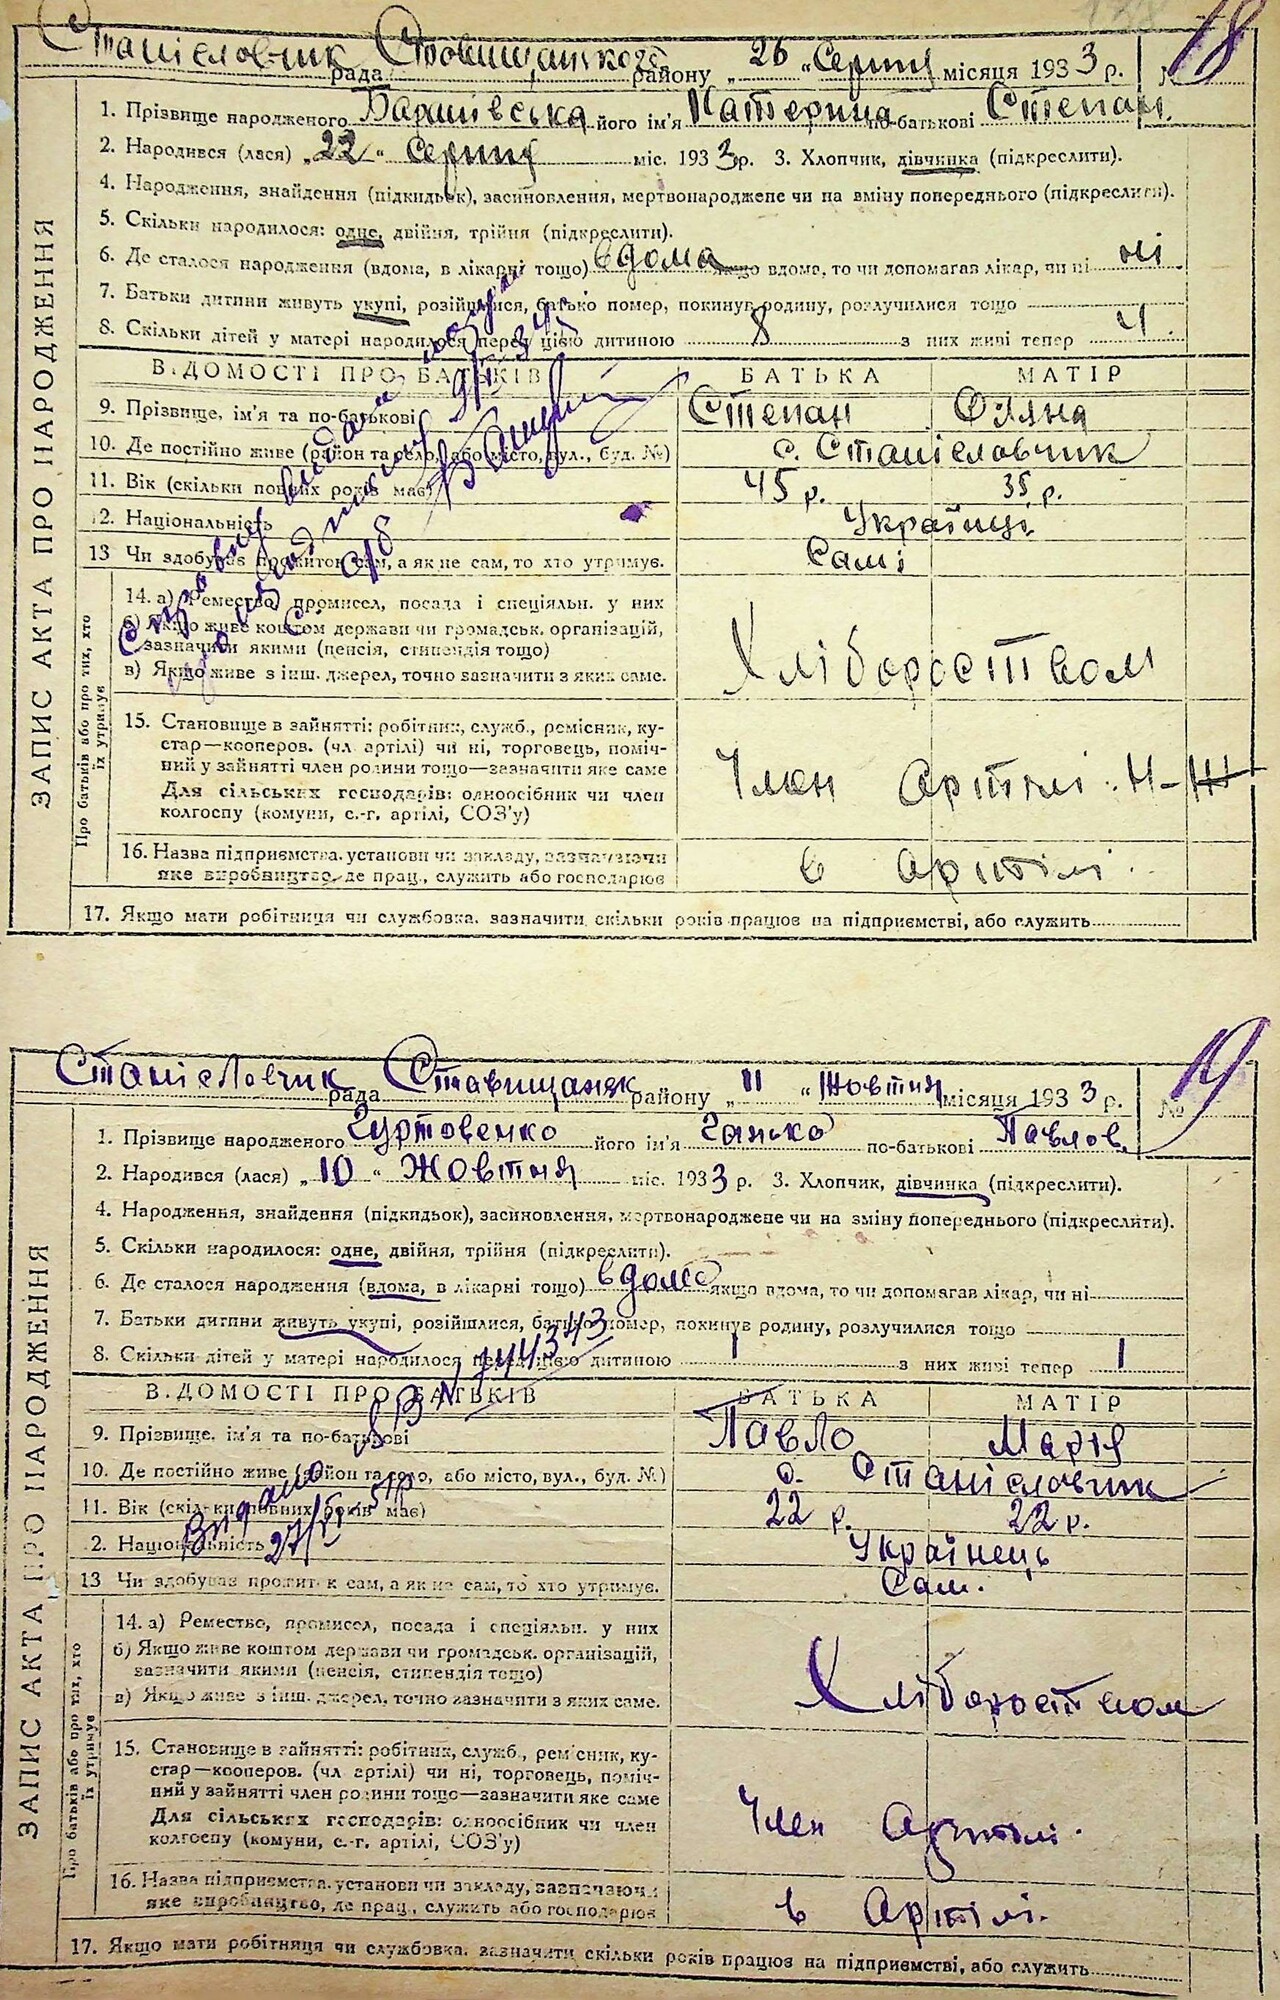 Станієловчик рада Ставищанського району „26" Серпня місяця 1933 р. № 18
1. Прізвище народженого його ім'я Катерина по-батькові Степан.
2. Народився (лася) „22" Серпня міс. 1933 р. 3. Хлопчик, дівчинка (підкреслити).
4. Народження, знайдення (підкидьок), засиновлення, мертвонароджене чи на зміну попереднього (підкреслити).
5. Скільки народилося: одне, двійня, трійня (підкреслити).
6. Де сталося народження (вдома, в лікарні тощо) вдома якщо вдома, то чи допомагав лікар, чи ні ні
7. Батьки дитини живуть укупі, розійшлися, батько помер, покинув родину, розлучилися тощо
8. Скільки дітей у матері народилося перед цією дитиною 8 з них живі тепер 4
ВІДОМОСТІ ПРО БАТЬКІВ БАТЬКА МАТІР
9. Прізвище, ім'я та по-батькові Степан Оляна
10. Де постійно живе (район та село, або місто, вул., буд. №) с. Станієловчик
11. Вік (скільки повних років має) 45 р. 35 р.
12. Національність Українці
13 Чи здобував прожиток сам, а як не сам, то хто утримує. Самі
ЗАПИС АКТА ПРО НАРОДЖЕННЯ
Про батьків або про тих, хто їх утримує
14. а) Ремество, промисел, посада і спеціяльн. у них
б) Якщо живе коштом держави чи громадськ. організацій,
зазначити якими (пенсія, стипендія тощо)
в) Якщо живе з інш. джерел, точно зазначити з яких саме.
Хліборобством
15. Становище в зайнятті: робітник, служб., ремісник, ку-
стар—кооперов. (чл артілі) чи ні, торговець, поміч-
ний у зайнятті член родини тощо—зазначити яке саме
Для сільських господарів: одноосібник чи член
колгоспу (комуни, с.-г. артілі, СОЗ'у)
Член Артілі
16. Назва підприємства, установи чи закладу, зазначаючи
яке виробництво, де прац., служить або господарює
в артілі.
17. Якщо мати робітниця чи службовка, зазначити скільки років працює на підприємстві, або служить
Станієловчик рада Ставищанськ району „11" Жовтня місяця 1933 р. № 19
1. Прізвище народженого Гуртовенко його ім'я Ганька по-батькові Павлов.
2. Народився (лася) „10" Жовтня міс. 1933 р. 3. Хлопчик, дівчинка (підкреслити).
4. Народження, знайдення (підкидьок), засиновлення, мертвонароджене чи на зміну попереднього (підкреслити).
5. Скільки народилося: одне, двійня, трійня (підкреслити).
6. Де сталося народження (вдома, в лікарні тощо) вдома якщо вдома, то чи допомагав лікар, чи ні
7. Батьки дитини живуть укупі, розійшлися, батько помер, покинув родину, розлучилися тощо
8. Скільки дітей у матері народилося перед цією дитиною 1 з них живі тепер 1
ВІДОМОСТІ ПРО БАТЬКІВ БАТЬКА МАТІР
9. Прізвище, ім'я та по-батькові Павло Марія
10. Де постійно живе (район та село, або місто, вул., буд. №) с. Станієловчик
11. Вік (скільки повних років має) 22 р. 22 р.
12. Національність Українець
13 Чи здобував прожиток сам, а як не сам, то хто утримує. Сам.
Видано
ЗАПИС АКТА ПРО НАРОДЖЕННЯ
Про батьків або про тих, хто їх утримує
14. а) Ремество, промисел, посада і спеціяльн. у них
б) Якщо живе коштом держави чи громадськ. організацій,
зазначити якими (пенсія, стипендія тощо)
в) Якщо живе з інш. джерел, точно зазначити з яких саме.
Хліборобством
15. Становище в зайнятті: робітник, служб., ремісник, ку-
стар—кооперов. (чл артілі) чи ні, торговець, поміч-
ний у зайнятті член родини тощо—зазначити яке саме
Для сільських господарів: одноосібник чи член
колгоспу (комуни, с.-г. артілі, СОЗ'у)
Член Артілі.
16. Назва підприємства, установи чи закладу, зазначаючи
яке виробництво, де прац., служить або господарює
в Артілі.
17. Якщо мати робітниця чи службовка, зазначити скільки років працює на підприємстві, або служить